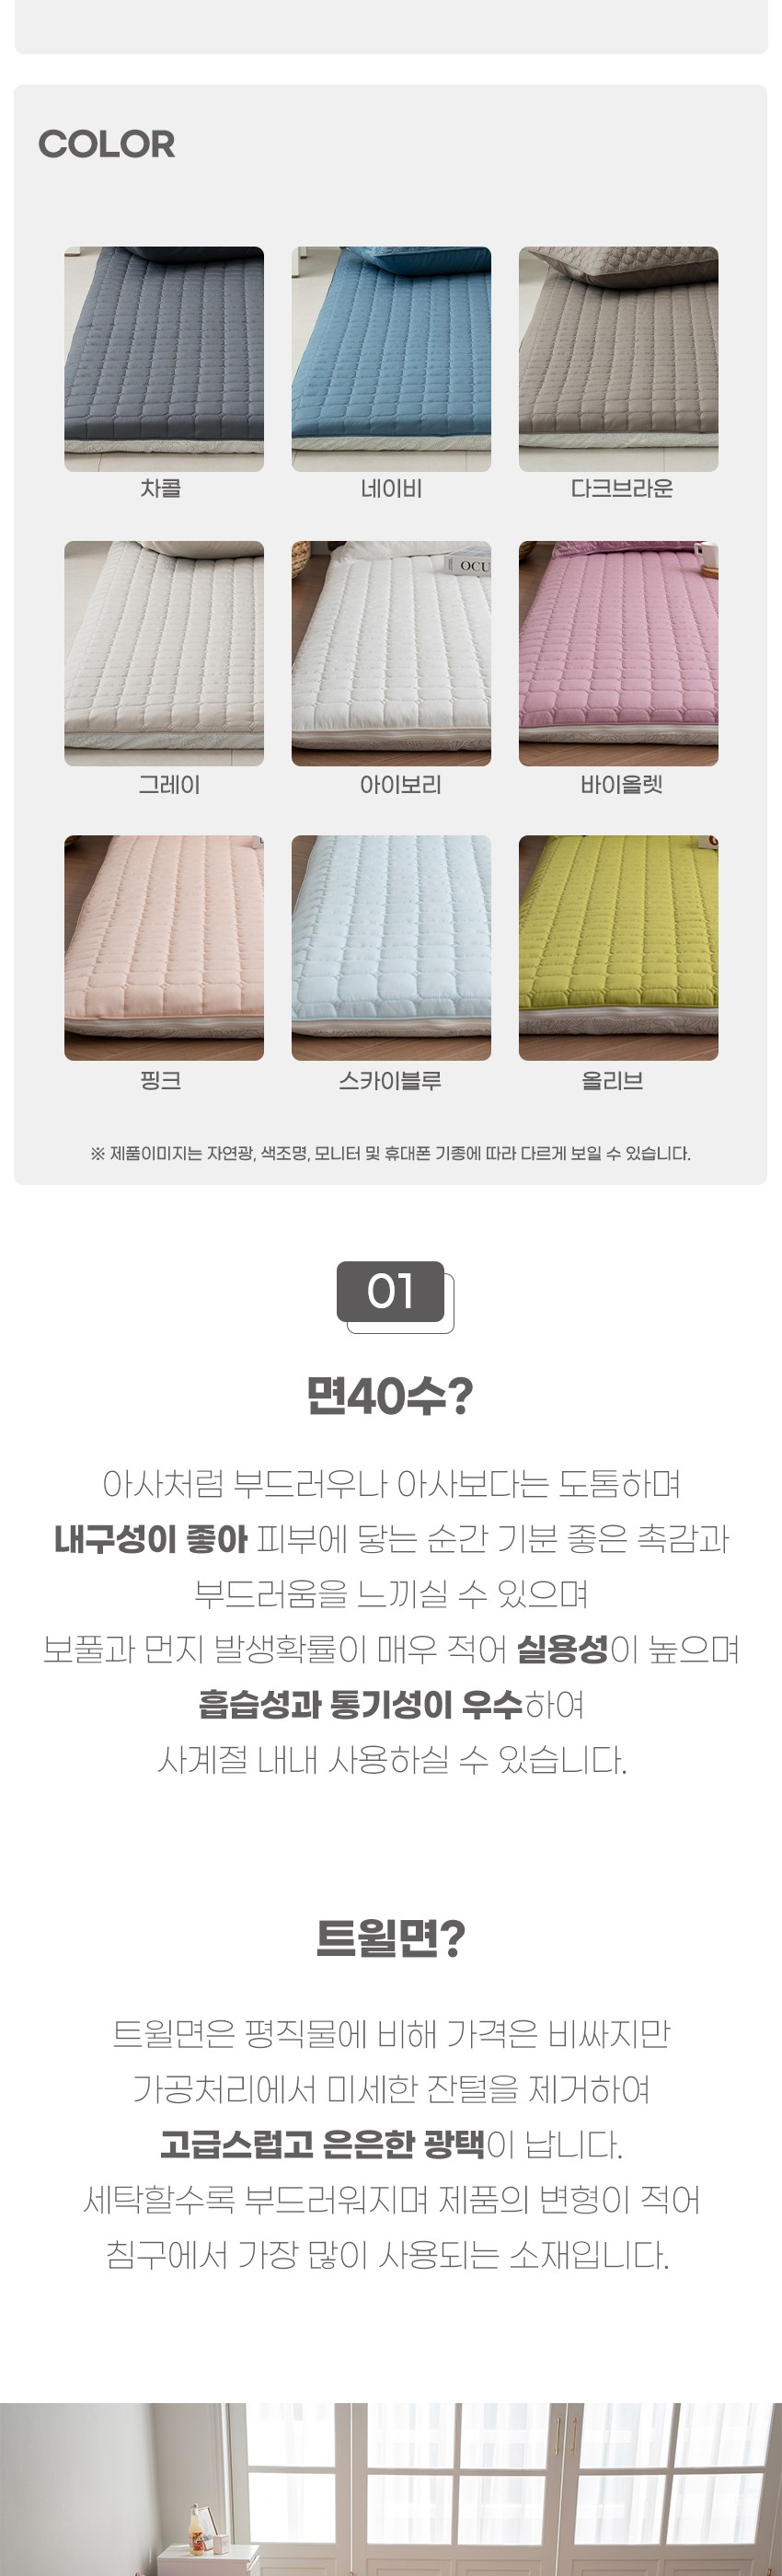 COLOR
차콜
네이비
다크브라운
OCU
그레이
아이보리
바이올렛
핑크
스카이블루
올리브
※ 제품이미지는 자연광, 색조명, 모니터 및 휴대폰 기종에 따라 다르게 보일 수 있습니다.
01
면40수?
아사처럼 부드러우나 아사보다는 도톰하며
내구성이 좋아 피부에 닿는 순간 기분 좋은 촉감과
부드러움을 느끼실 수 있으며
보풀과 먼지 발생확률이 매우 적어 실용성이 높으며
흡습성과 통기성이 우수하여
사계절 내내 사용하실 수 있습니다.
트윌면?
트윌면은 평직물에 비해 가격은 비싸지만
가공처리에서 미세한 잔털을 제거하여
고급스럽고 은은한 광택이 납니다.
세탁할수록 부드러워지며 제품의 변형이 적어
침구에서 가장 많이 사용되는 소재입니다.